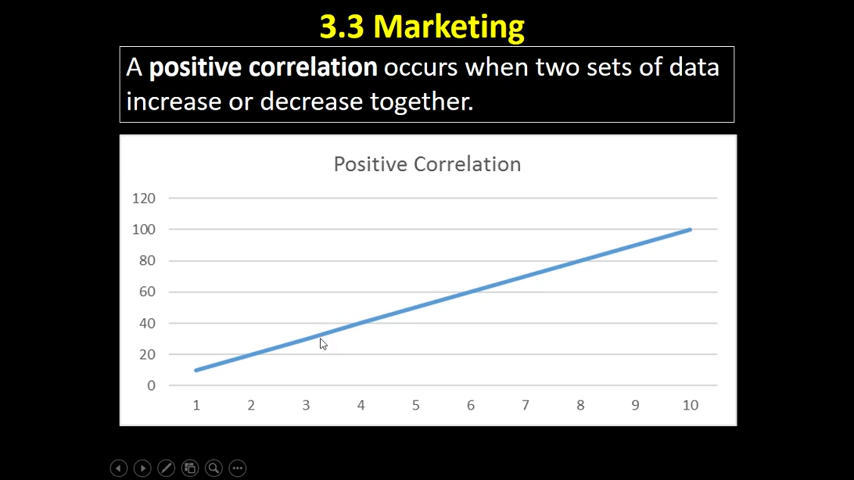 3.3 Marketing
A positive correlation occurs when two sets of data
increase or decrease together.
Positive Correlation
120
100
80
60
40
20
0
1 2 3 4 5 6 7 8 9 10